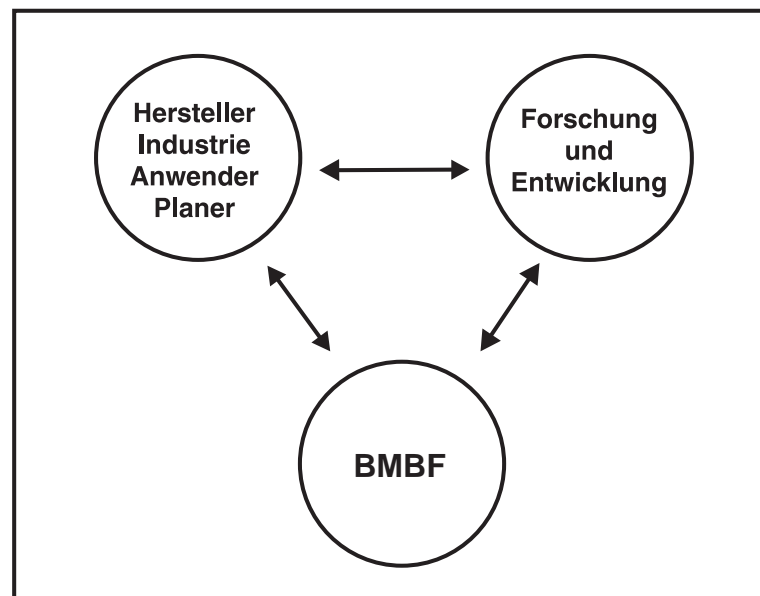 Hersteller
Industrie
Anwender
Planer
Forschung
und
Entwicklung
BMBF